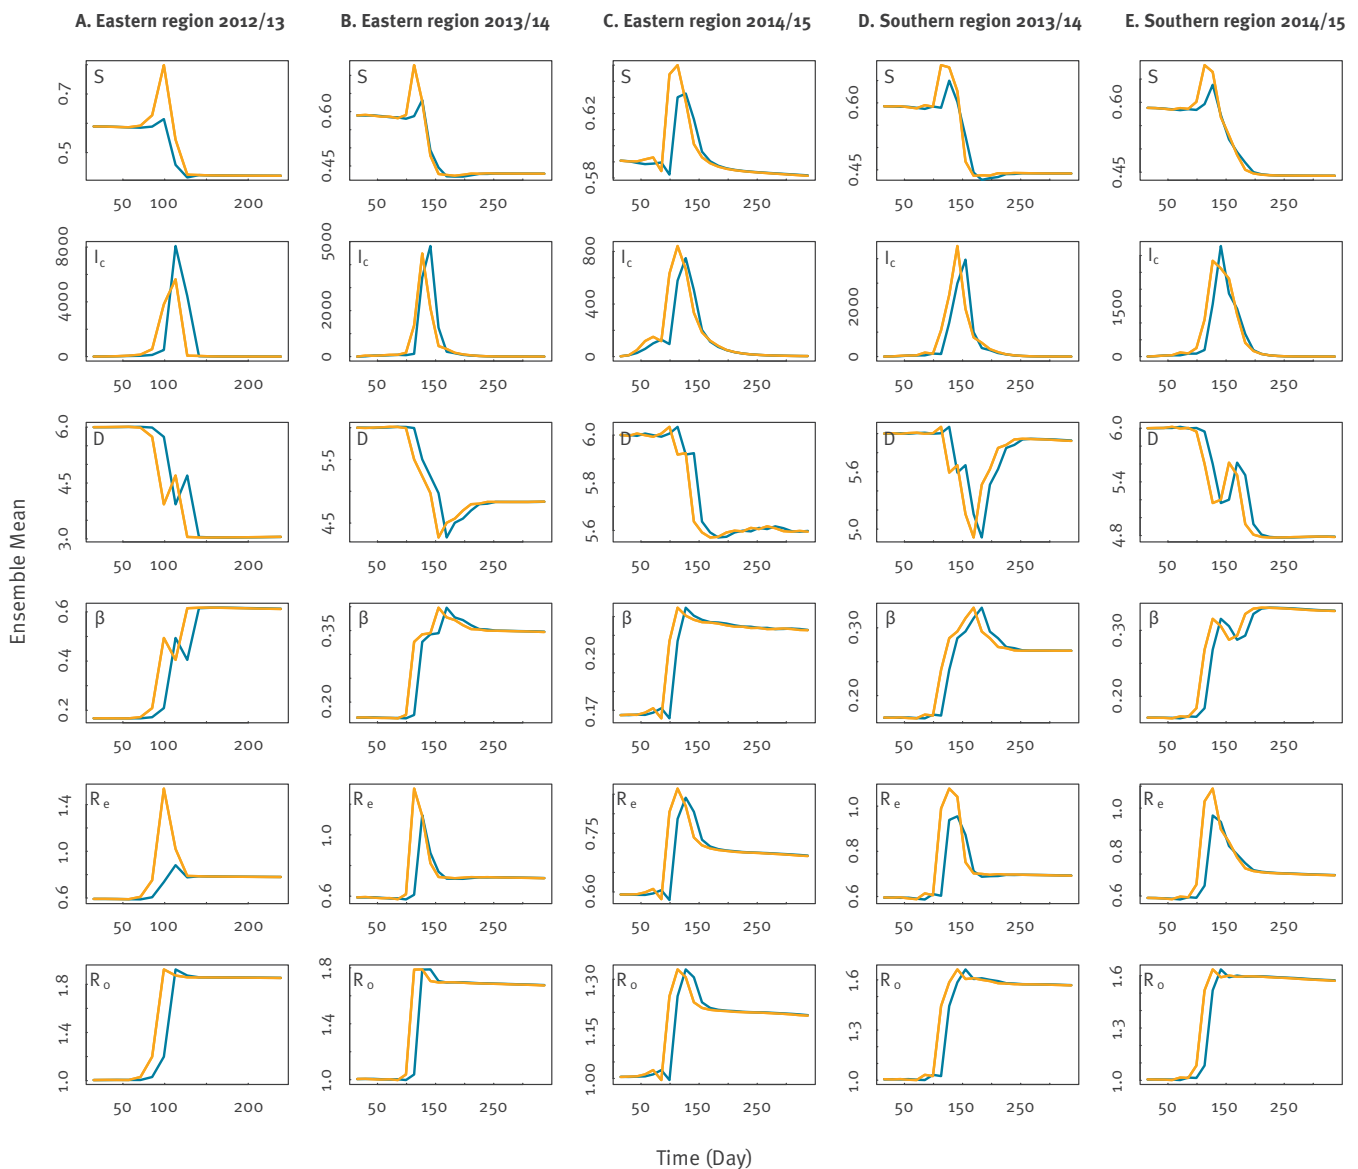 A. Eastern region 2012/13 B. Eastern region 2013/14 C. Eastern region 2014/15 D. Southern region 2013/14 E. Southern region 2014/15
S S S S S
0.7 0.5
0.60 0.45
0.62 0.58
0.60 0.45
0.60 0.45
50 100 200 50 150 250 50 150 250 50 150 250 50 150 250
Ic Ic Ic Ic Ic
8000 4000 0
5000 2000 0
800 400 0
2000 0
1500 0
50 100 200 50 150 250 50 150 250 50 150 250 50 150 250
D D D D D
6.0 4.5 3.0
5.5 4.5
6.0 5.8 5.6
5.6 5.0
6.0 5.4 4.8
50 100 200 50 150 250 50 150 250 50 150 250 50 150 250
β β β β β
0.6 0.4 0.2
0.35 0.20
0.20 0.17
0.30 0.20
0.30 0.20
50 100 200 50 150 250 50 150 250 50 150 250 50 150 250
Re Re Re Re Re
1.4 1.0 0.6
1.0 0.6
0.75 0.60
1.0 0.8 0.6
1.0 0.8 0.6
50 100 200 50 150 250 50 150 250 50 150 250 50 150 250
Ro Ro Ro Ro Ro
1.8 1.4 1.0
1.8 1.4 1.0
1.30 1.15 1.00
1.6 1.3 1.0
1.6 1.3 1.0
50 100 200 50 150 250 50 150 250 50 150 250 50 150 250
Ensemble Mean
Time (Day)